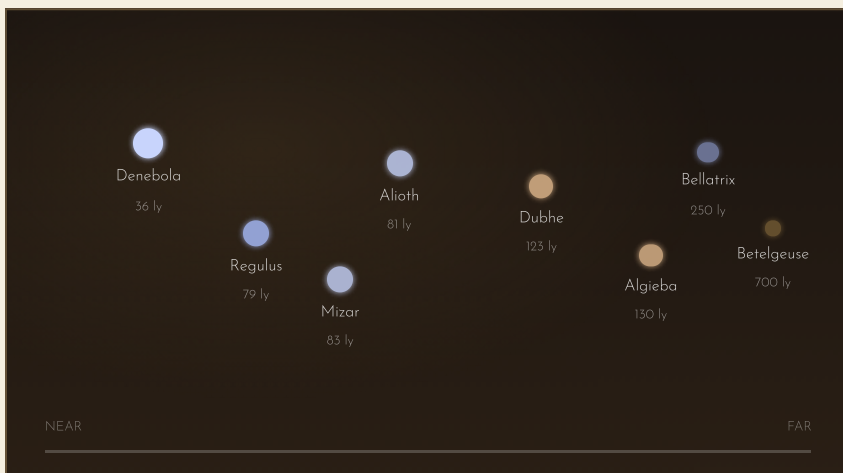 Denebola
36 ly
Regulus
79 ly
Mizar
83 ly
Alioth
81 ly
Dubhe
123 ly
Algieba
130 ly
Bellatrix
250 ly
Betelgeuse
700 ly
NEAR
FAR